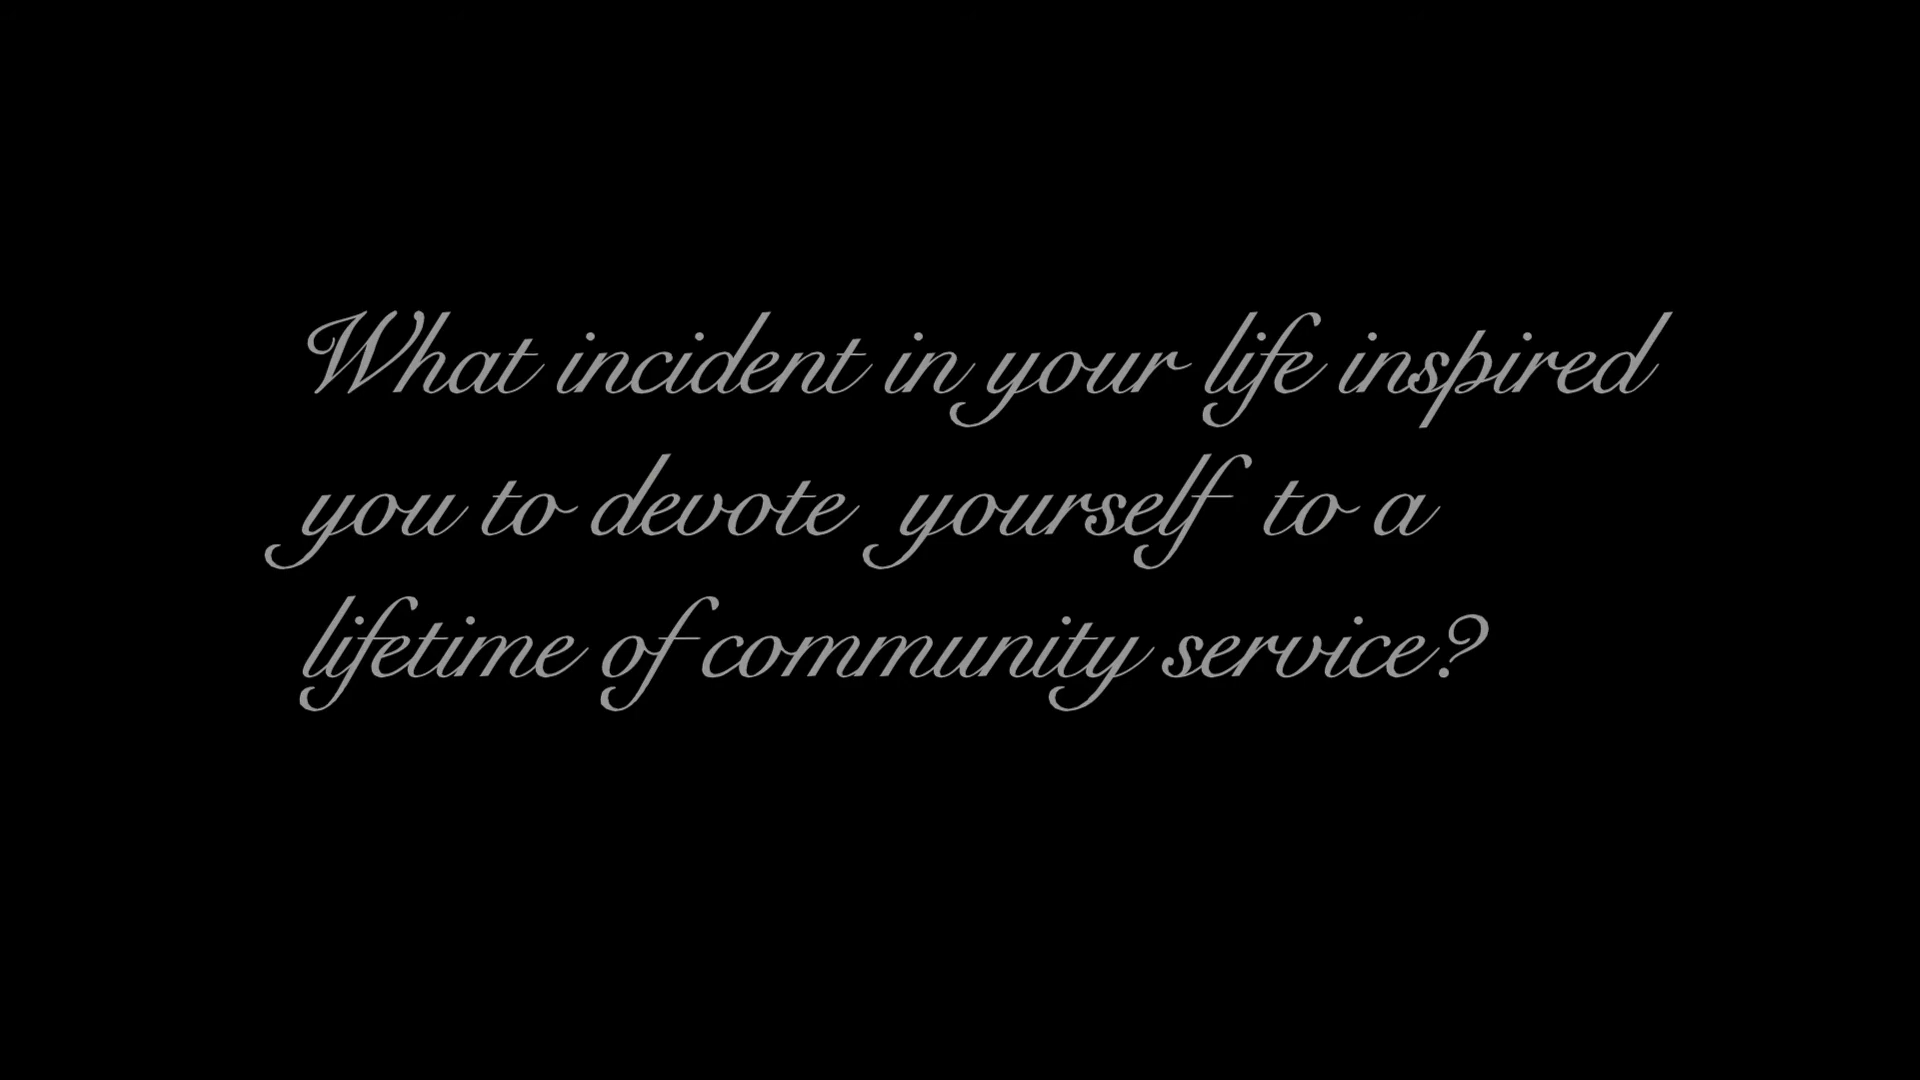 What incident in your life inspired
you to devote yourself to a
lifetime of community service?